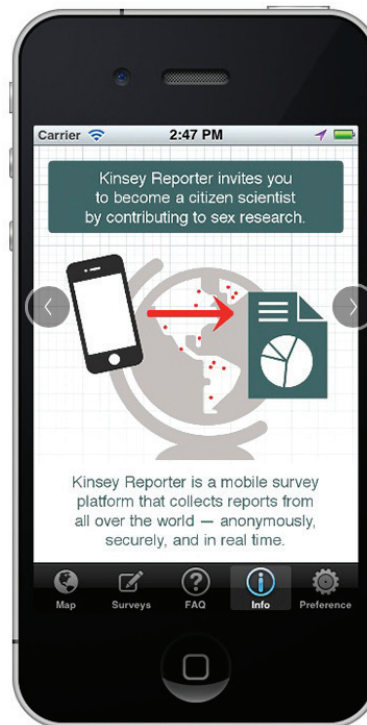 Carrier 2:47 PM
Kinsey Reporter invites you
to become a citizen scientist
by contributing to sex research.
Kinsey Reporter is a mobile survey
platform that collects reports from
all over the world — anonymously,
securely, and in real time.
Map Surveys FAQ Info Preference